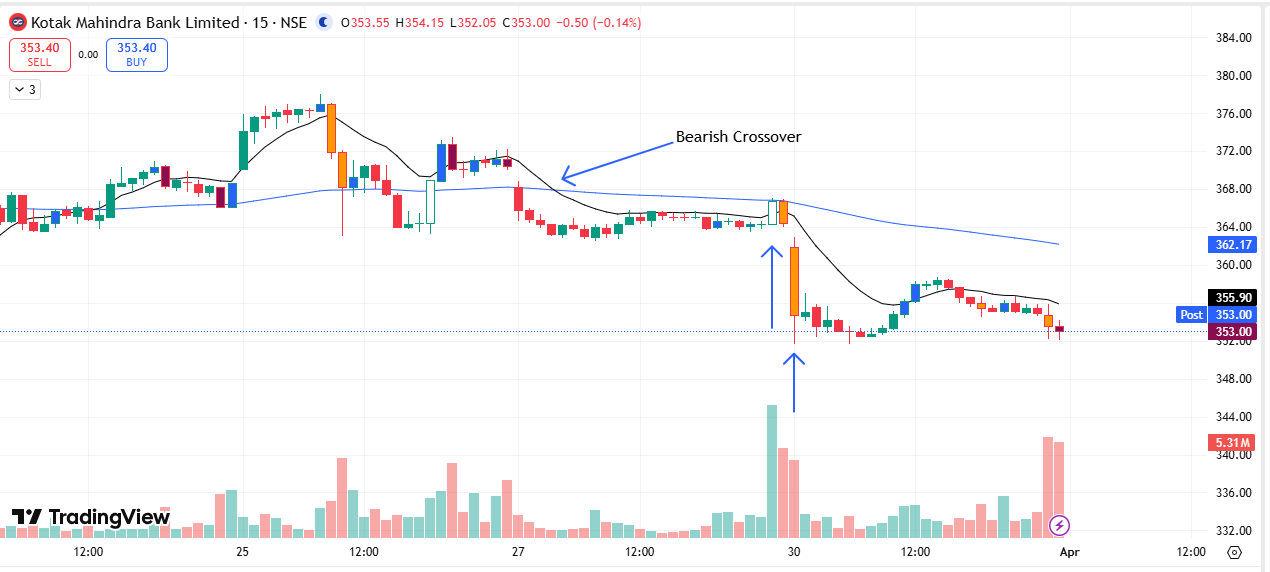 Kotak Mahindra Bank Limited · 15 · NSE O353.55 H354.15 L352.05 C353.00 −0.50 (−0.14%)
353.40 0.00 353.40
SELL BUY
3
Bearish Crossover
384.00
380.00
376.00
372.00
368.00
364.00
362.17
360.00
355.90
Post 353.00
353.00
352.00
348.00
344.00
5.31M
340.00
336.00
332.00
TradingView
12:00 25 12:00 27 12:00 30 12:00 Apr 12:00